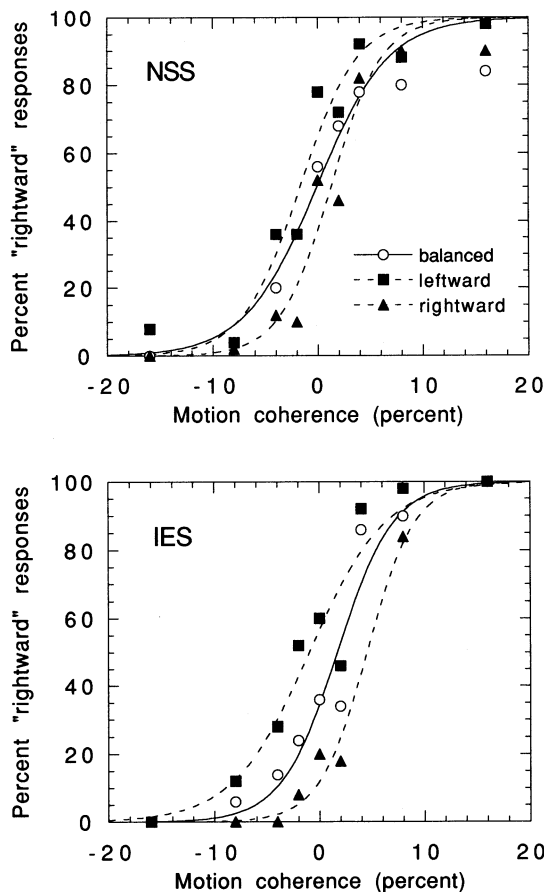 NSS
Percent "rightward" responses
100
80
60
40
20
0
balanced
leftward
rightward
-20 -10 0 10 20
Motion coherence (percent)
IES
Percent "rightward" responses
100
80
60
40
20
0
-20 -10 0 10 20
Motion coherence (percent)